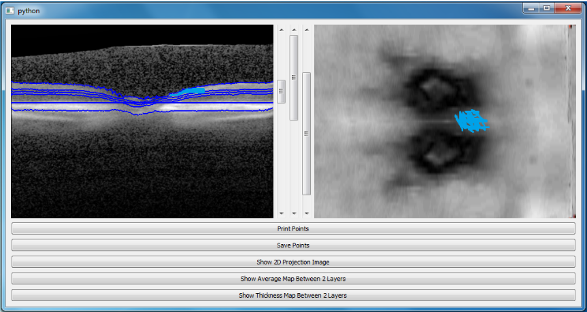 python
Print Points
Save Points
Show 2D Projection Image
Show Average Map Between 2 Layers
Show Thickness Map Between 2 Layers